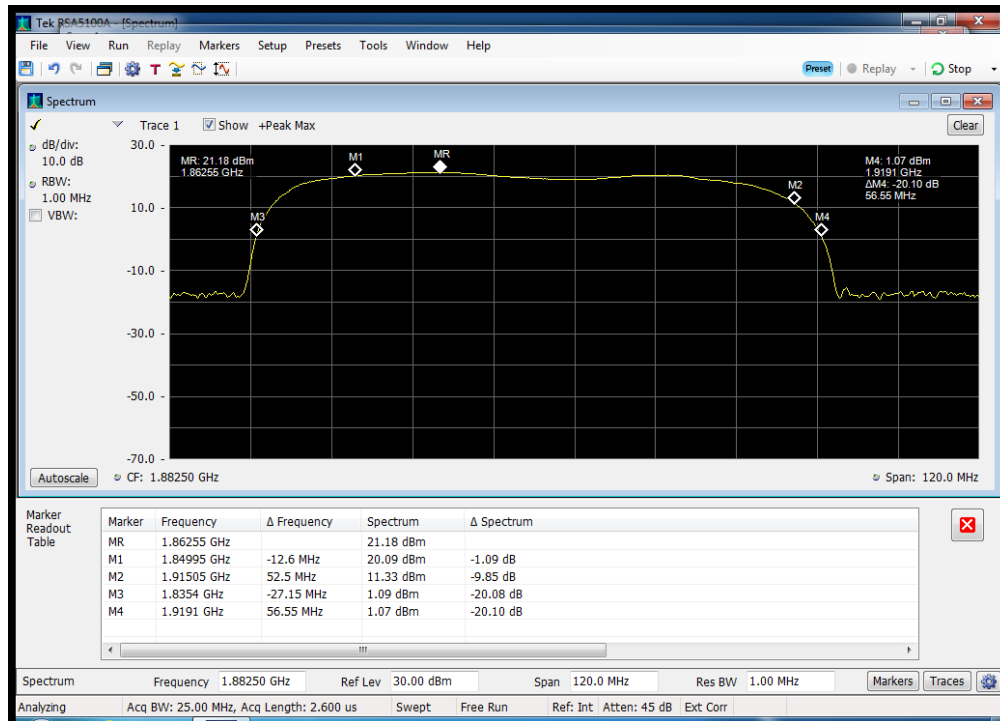 Tek RSA5100A - [Spectrum]
File View Run Replay Markers Setup Presets Tools Window Help
T Preset Replay Stop
Spectrum
Trace 1 Show +Peak Max Clear
dB/div:
10.0 dB
RBW:
1.00 MHz
VBW:
30.0
10.0
-10.0
-30.0
-50.0
-70.0
MR: 21.18 dBm
1.86255 GHz
M1
MR
M4: 1.07 dBm
1.9191 GHz
ΔM4: -20.10 dB
56.55 MHz
M2
M3
M4
Autoscale CF: 1.88250 GHz Span: 120.0 MHz
Marker
Readout
Table
Marker Frequency Δ Frequency Spectrum Δ Spectrum
MR 1.86255 GHz 21.18 dBm
M1 1.84995 GHz -12.6 MHz 20.09 dBm -1.09 dB
M2 1.91505 GHz 52.5 MHz 11.33 dBm -9.85 dB
M3 1.8354 GHz -27.15 MHz 1.09 dBm -20.08 dB
M4 1.9191 GHz 56.55 MHz 1.07 dBm -20.10 dB
Spectrum Frequency 1.88250 GHz Ref Lev 30.00 dBm Span 120.0 MHz Res BW 1.00 MHz Markers Traces
Analyzing Acq BW: 25.00 MHz, Acq Length: 2.600 us Swept Free Run Ref: Int Atten: 45 dB Ext Corr